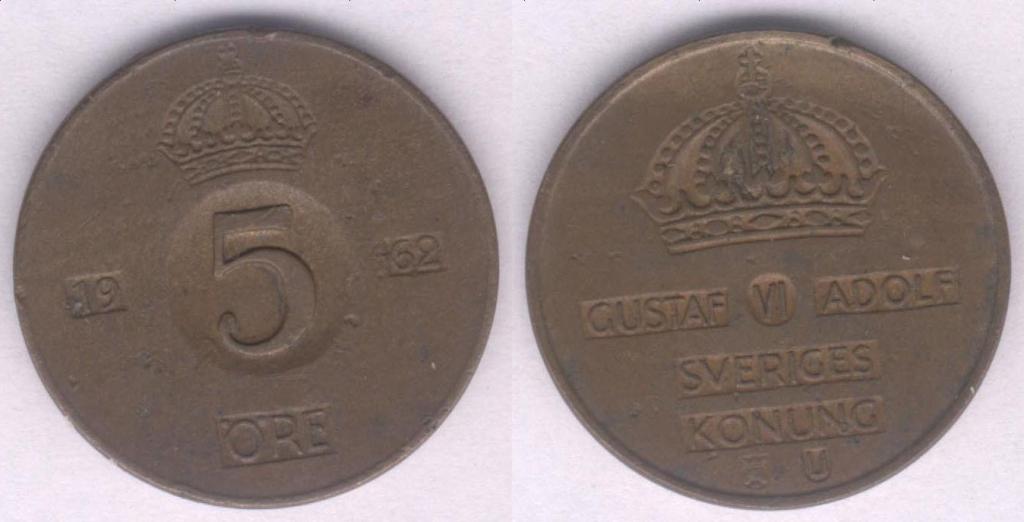 5
19 62
ÖRE
GUSTAF VI ADOLF
SVERIGES
KONUNG
U